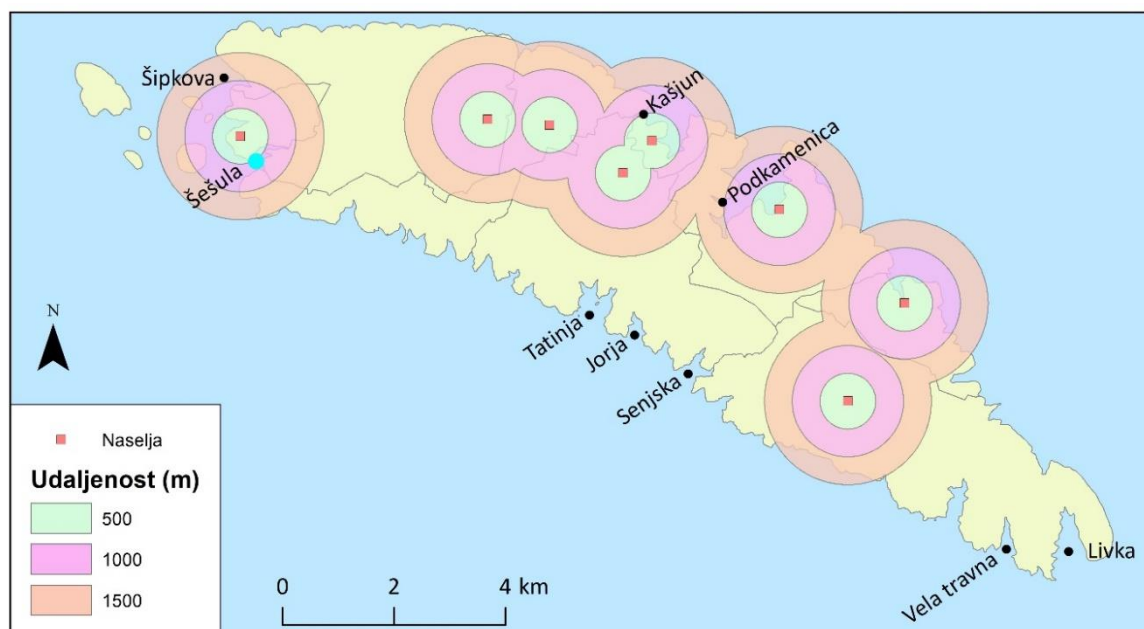 Šipkova
Kašjun
Podkamenica
Šešula
Tatinja
Jorja
Senjska
N
Naselja
Udaljenost (m)
500
1000
1500
0 2 4 km
Vela travna
Livka